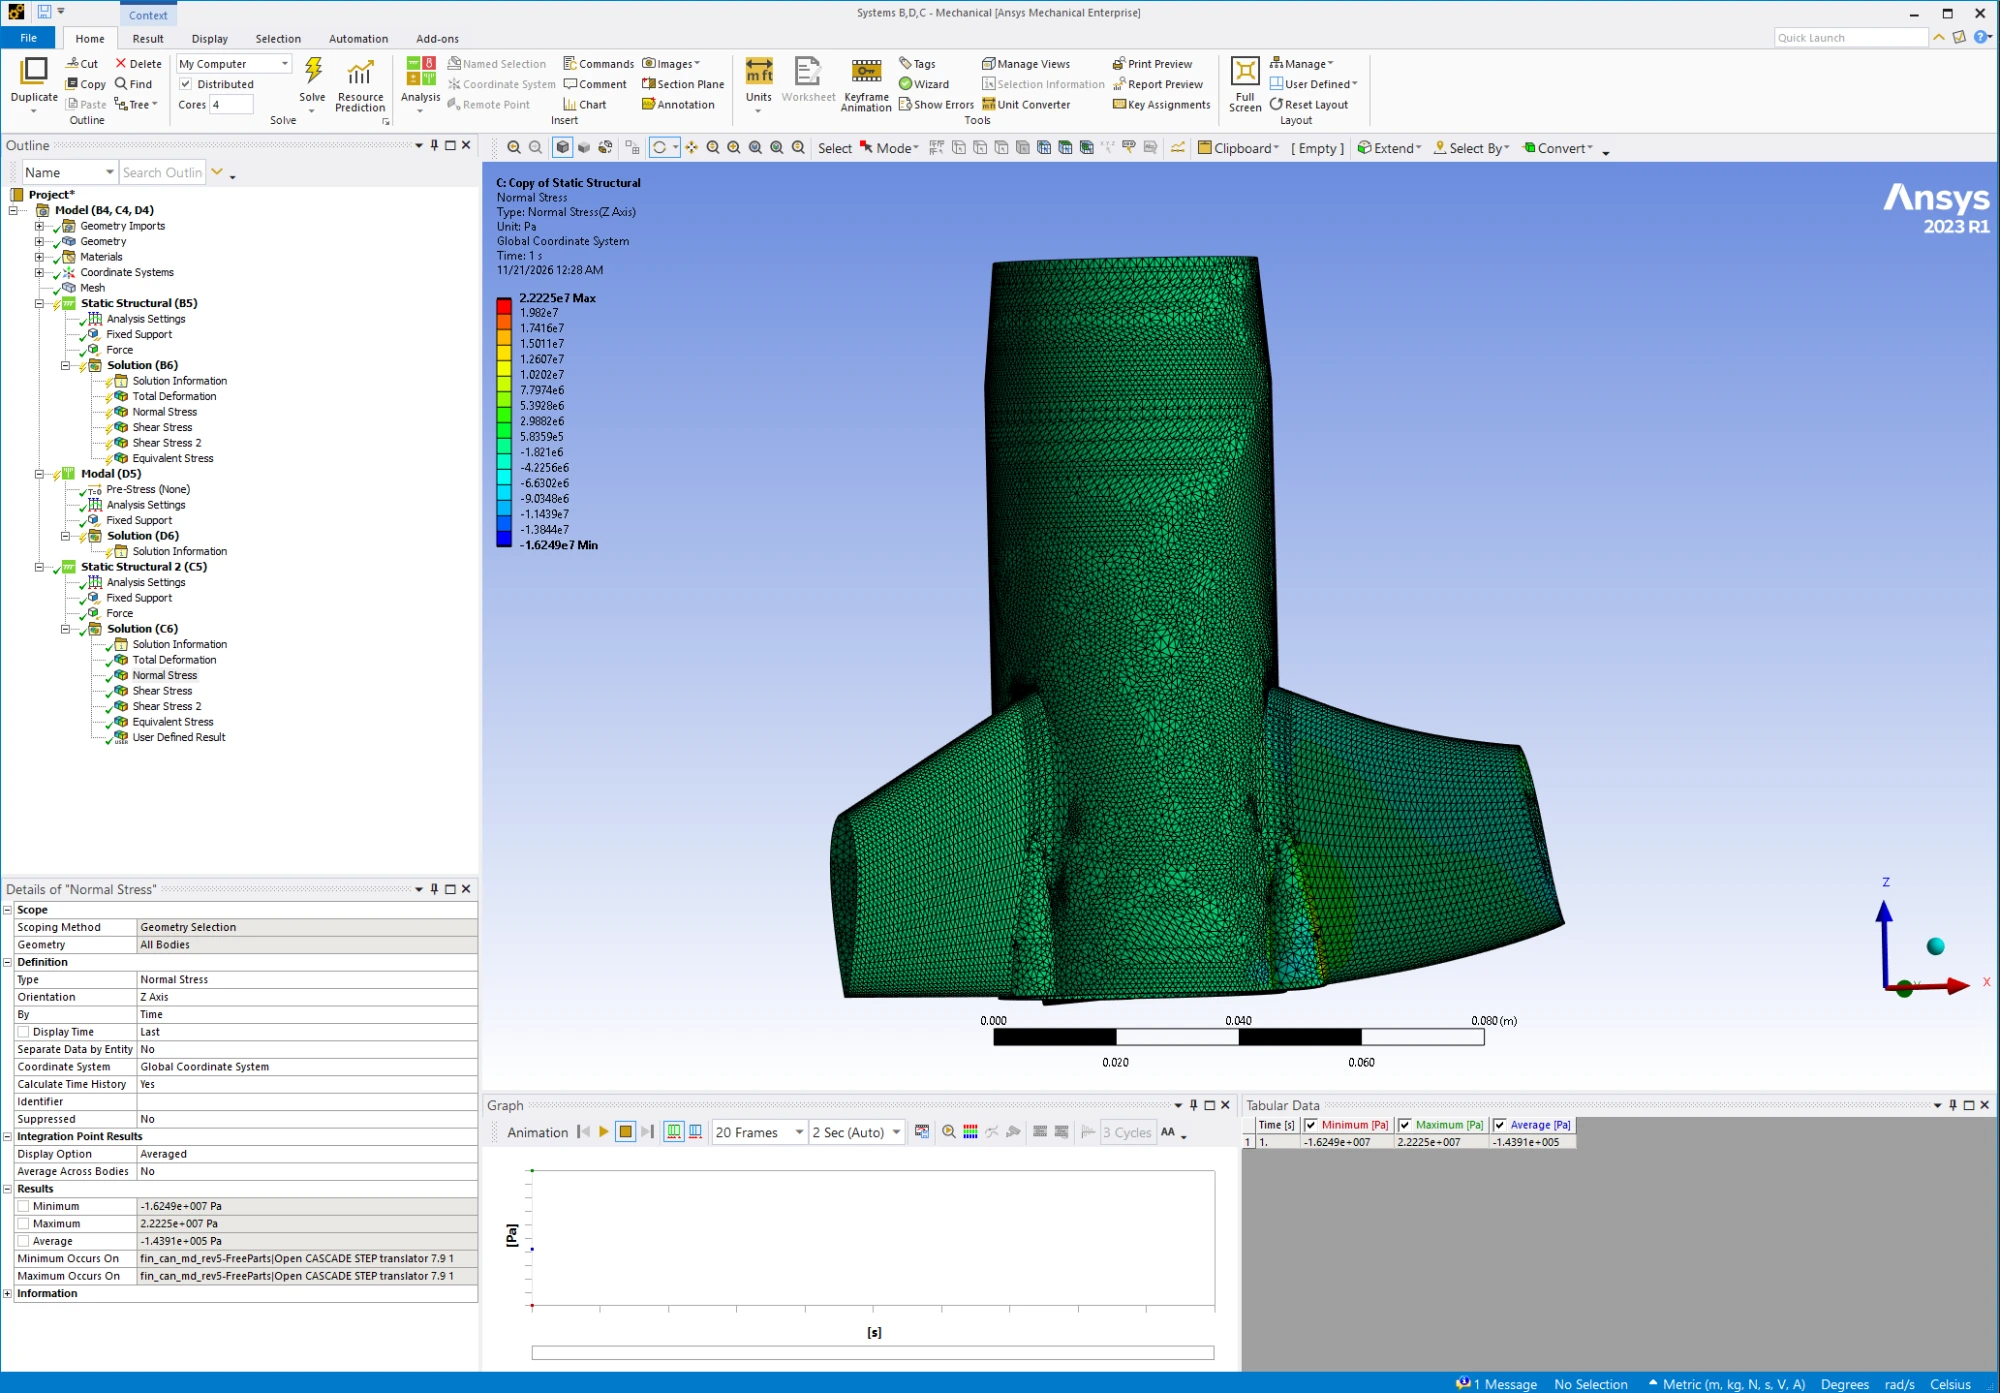 Context
Systems B,D,C - Mechanical [Ansys Mechanical Enterprise]
File Home Result Display Selection Automation Add-ons Quick Launch
Duplicate
Cut
Copy
Paste
Delete
Find
Tree
Outline
My Computer
Distributed
Cores 4
Solve
Resource Prediction
Solve
Analysis
Named Selection
Coordinate System
Remote Point
Commands
Comment
Chart
Images
Section Plane
Annotation
Insert
mft
Units
Worksheet
Keyframe Animation
Tags
Wizard
Show Errors
Manage Views
Selection Information
Unit Converter
Print Preview
Report Preview
Key Assignments
Tools
Full Screen
Manage
User Defined
Reset Layout
Layout
Outline
Name Search Outlin
Project*
Model (B4, C4, D4)
Geometry Imports
Geometry
Materials
Coordinate Systems
Mesh
Static Structural (B5)
Analysis Settings
Fixed Support
Force
Solution (B6)
Solution Information
Total Deformation
Normal Stress
Shear Stress
Shear Stress 2
Equivalent Stress
Modal (D5)
Pre-Stress (None)
Analysis Settings
Fixed Support
Solution (D6)
Solution Information
Static Structural 2 (C5)
Analysis Settings
Fixed Support
Force
Solution (C6)
Solution Information
Total Deformation
Normal Stress
Shear Stress
Shear Stress 2
Equivalent Stress
User Defined Result
Select Mode Clipboard [ Empty ] Extend Select By Convert
C: Copy of Static Structural
Normal Stress
Type: Normal Stress(Z Axis)
Unit: Pa
Global Coordinate System
Time: 1 s
11/21/2026 12:28 AM
2.2225e7 Max
1.982e7
1.7416e7
1.5011e7
1.2607e7
1.0202e7
7.7974e6
5.3928e6
2.9882e6
5.8359e5
-1.821e6
-4.2256e6
-6.6302e6
-9.0348e6
-1.1439e7
-1.3844e7
-1.6249e7 Min
Ansys
2023 R1
Z
Y
X
0.000 0.040 0.080 (m)
0.020 0.060
Details of "Normal Stress"
Scope
Scoping Method Geometry Selection
Geometry All Bodies
Definition
Type Normal Stress
Orientation Z Axis
By Time
Display Time Last
Separate Data by Entity No
Coordinate System Global Coordinate System
Calculate Time History Yes
Identifier
Suppressed No
Integration Point Results
Display Option Averaged
Average Across Bodies No
Results
Minimum -1.6249e+007 Pa
Maximum 2.2225e+007 Pa
Average -1.4391e+005 Pa
Minimum Occurs On fin_can_md_rev5-FreeParts|Open CASCADE STEP translator 7.9 1
Maximum Occurs On fin_can_md_rev5-FreeParts|Open CASCADE STEP translator 7.9 1
Information
Graph
Animation 20 Frames 2 Sec (Auto) 3 Cycles AA
[Pa]
[s]
Tabular Data
Time [s] Minimum [Pa] Maximum [Pa] Average [Pa]
1 1. -1.6249e+007 2.2225e+007 -1.4391e+005
1 Message No Selection Metric (m, kg, N, s, V, A) Degrees rad/s Celsius